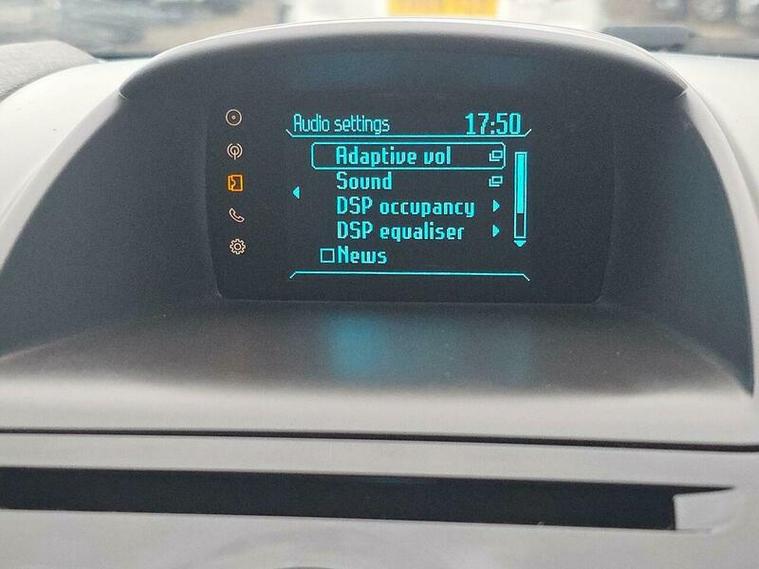 Audio settings 17:50
Adaptive vol
Sound
DSP occupancy
DSP equaliser
News